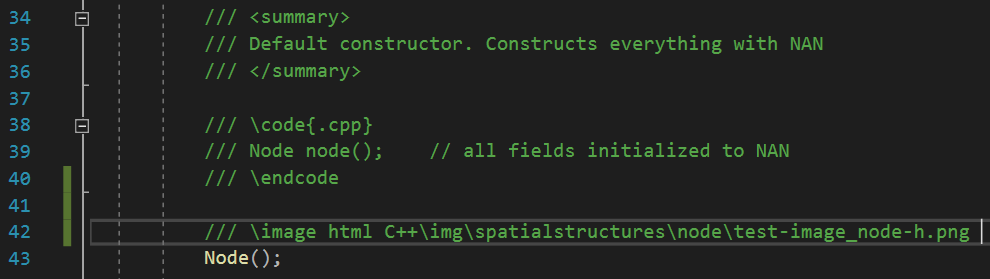 34 /// <summary>
35 /// Default constructor. Constructs everything with NAN
36 /// </summary>
37
38 /// \code{.cpp}
39 /// Node node();    // all fields initialized to NAN
40 /// \endcode
41
42 /// \image html C++\img\spatialstructures\node\test-image_node-h.png
43 Node();